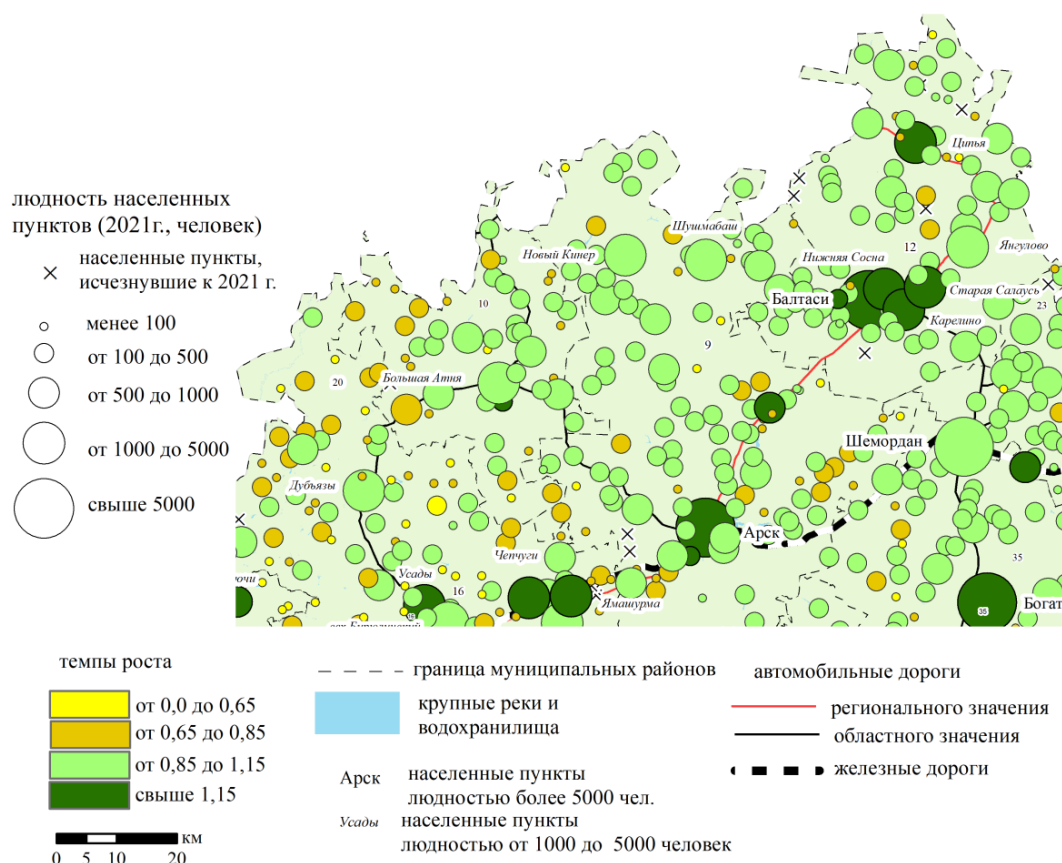 Ципья
людность населенных
пунктов (2021г., человек)
Шушмабаш
Новый Кинер
Нижняя Сосна
12
Янгулово
населенные пункты,
исчезнувшие к 2021 г.
Балтаси
Старая Салаусь
23
10
менее 100
Карелино
9
от 100 до 500
20
Большая Атня
от 500 до 1000
от 1000 до 5000
Шемордан
Дубъязы
свыше 5000
Арск
Чепчуги
35
Усады
16
Ямашурма
Богат
35
темпы роста
граница муниципальных районов
автомобильные дороги
от 0,0 до 0,65
крупные реки и
водохранилища
регионального значения
от 0,65 до 0,85
областного значения
от 0,85 до 1,15
железные дороги
свыше 1,15
Арск
населенные пункты
людностью более 5000 чел.
Усады
населенные пункты
людностью от 1000 до 5000 человек
км
0 5 10 20